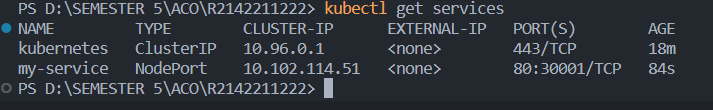 PS D:\SEMESTER 5\ACO\R2142211222> kubectl get services
NAME         TYPE        CLUSTER-IP      EXTERNAL-IP   PORT(S)        AGE
kubernetes   ClusterIP   10.96.0.1       <none>        443/TCP        18m
my-service   NodePort    10.102.114.51   <none>        80:30001/TCP   84s
PS D:\SEMESTER 5\ACO\R2142211222>